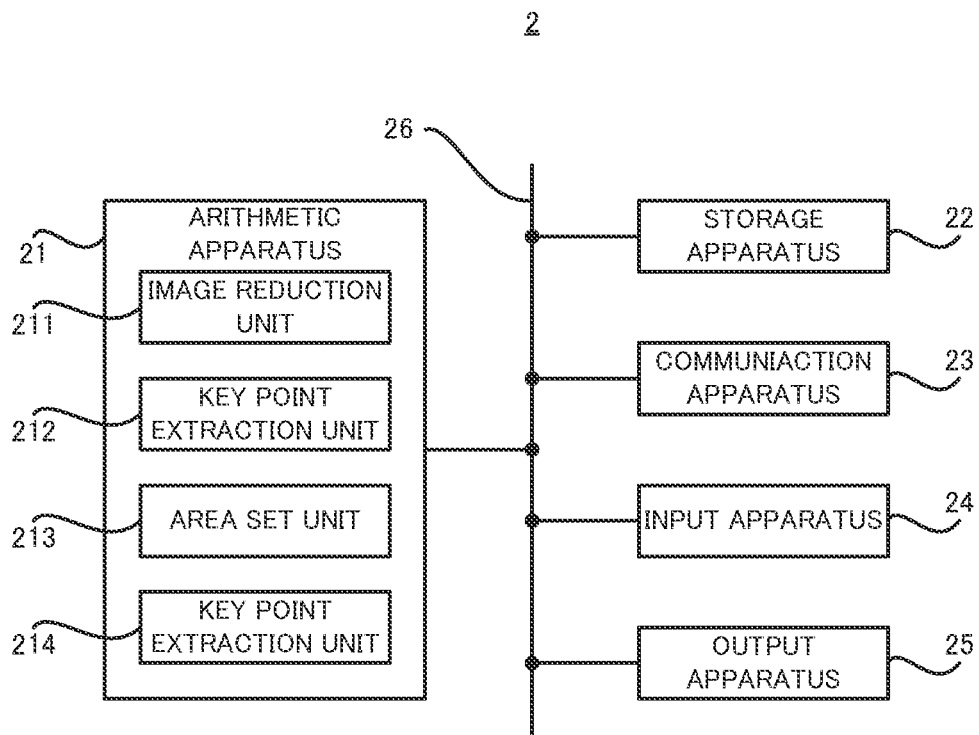 2
26
21
ARITHMETIC
APPARATUS
211
IMAGE REDUCTION
UNIT
212
KEY POINT
EXTRACTION UNIT
213
AREA SET UNIT
214
KEY POINT
EXTRACTION UNIT
STORAGE
APPARATUS
22
COMMUNIACTION
APPARATUS
23
INPUT APPARATUS
24
OUTPUT
APPARATUS
25